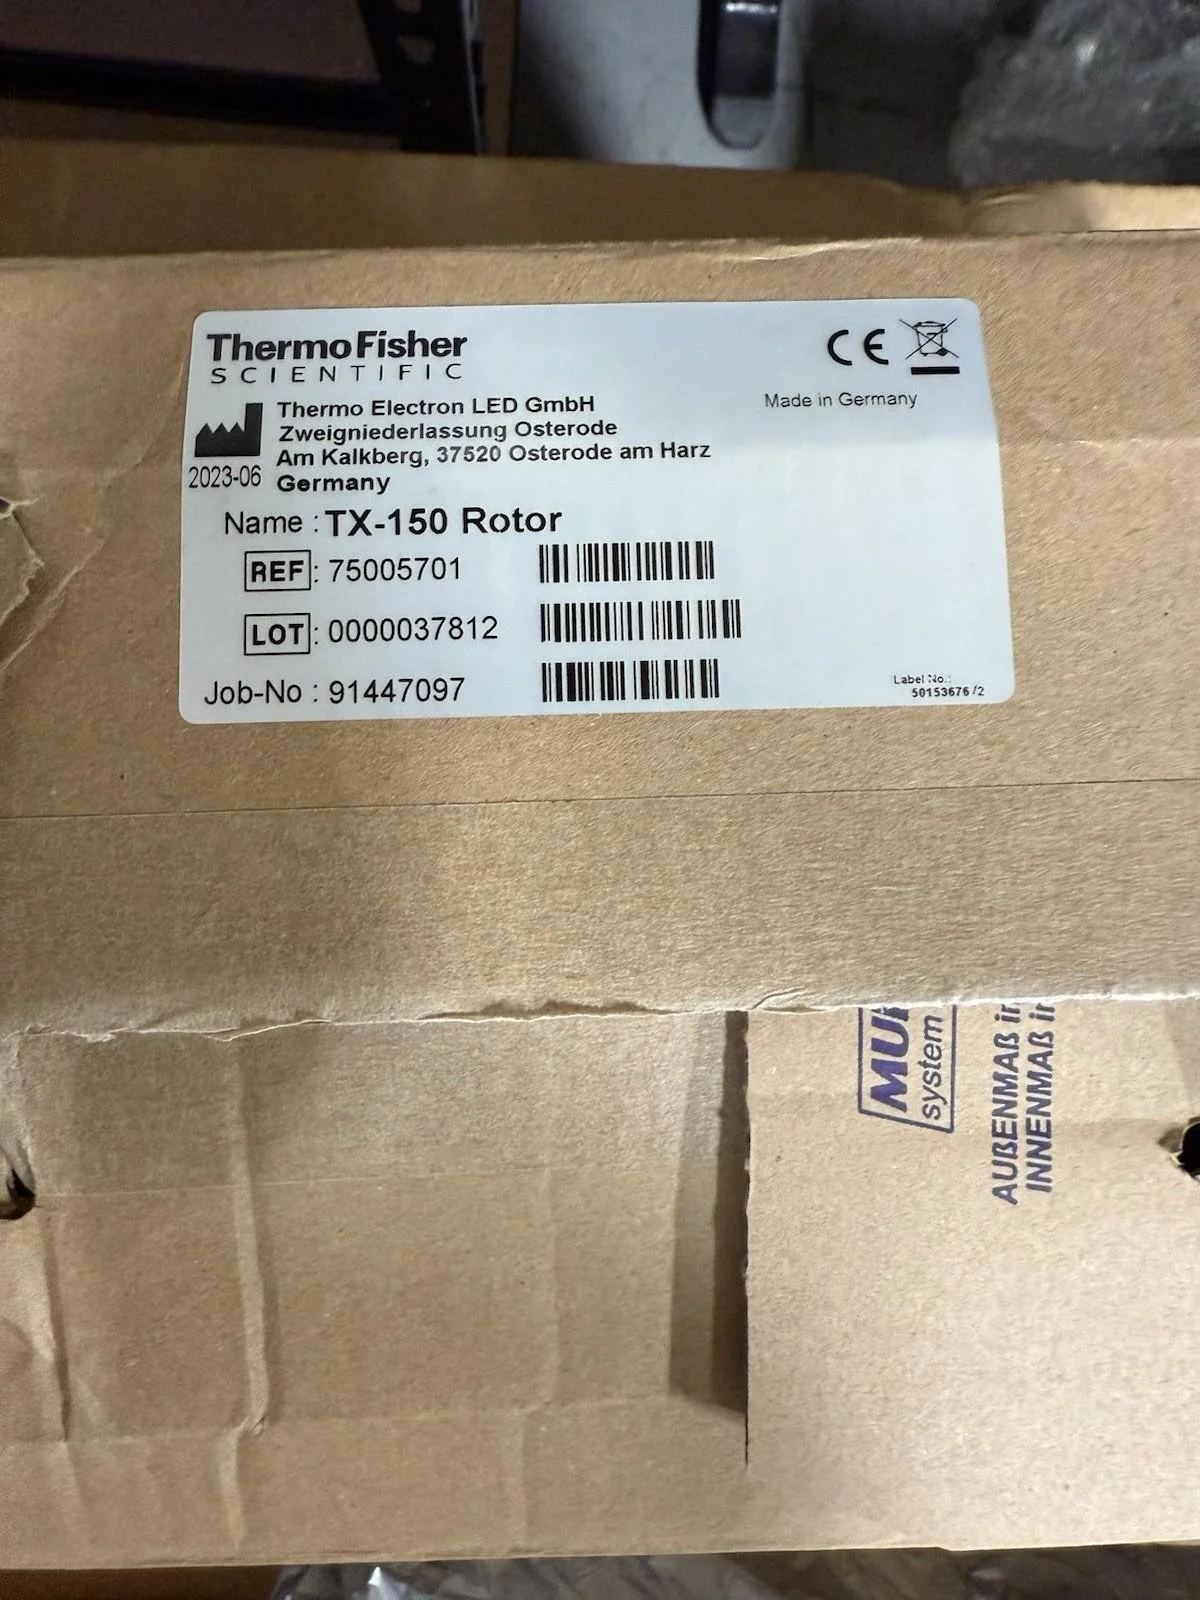 ThermoFisher
SCIENTIFIC
CE
Made in Germany
Thermo Electron LED GmbH
Zweigniederlassung Osterode
Am Kalkberg, 37520 Osterode am Harz
Germany
2023-06
Name : TX-150 Rotor
REF : 75005701
LOT : 0000037812
Job-No : 91447097
Label No.:
50153676 /2
system
AUßENMAß
INNENMAß